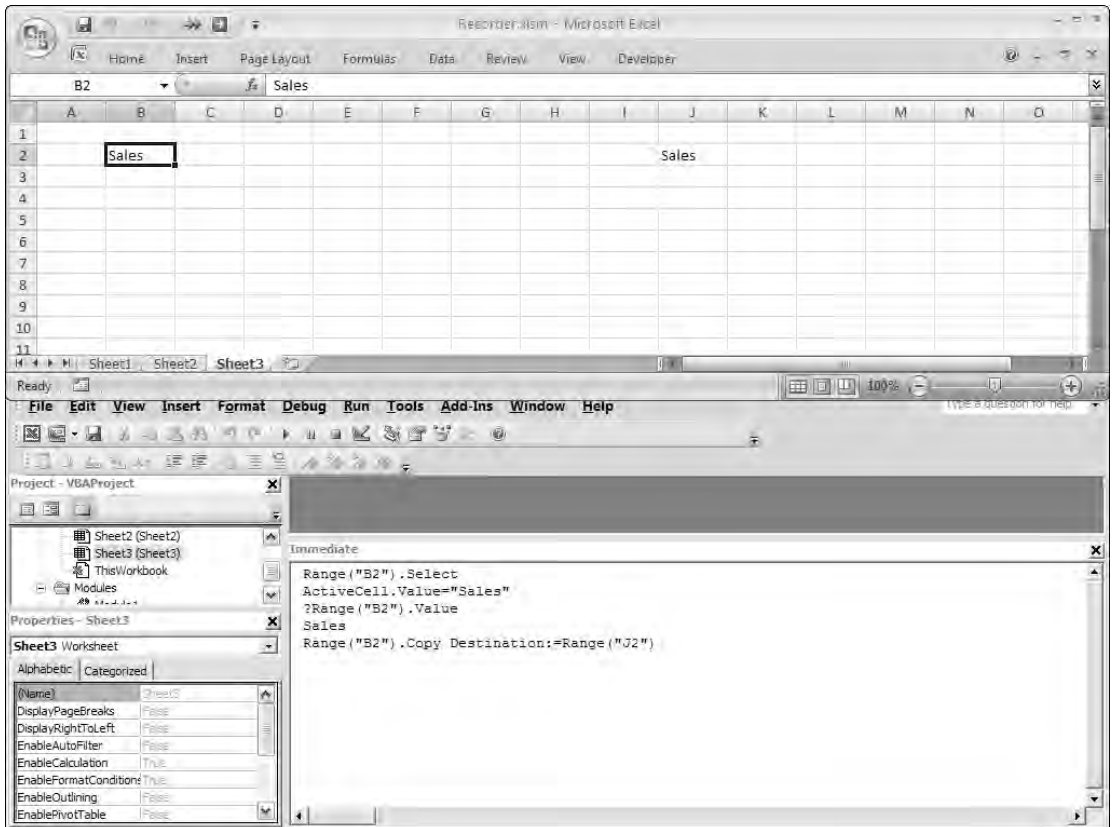 Recorder.xlsm - Microsoft Excel
Home Insert Page Layout Formulas Data Review View Developer
B2 fx Sales
A B C D E F G H I J K L M N O
1
2 Sales Sales
3
4
5
6
7
8
9
10
11
Sheet1 Sheet2 Sheet3
Ready 100%
File Edit View Insert Format Debug Run Tools Add-Ins Window Help Type a question for help
Project - VBAProject
Sheet2 (Sheet2)
Sheet3 (Sheet3)
ThisWorkbook
Modules
Properties - Sheet3
Sheet3 Worksheet
Alphabetic Categorized
(Name) Sheet3
DisplayPageBreaks False
DisplayRightToLeft False
EnableAutoFilter False
EnableCalculation True
EnableFormatConditions True
EnableOutlining False
EnablePivotTable False
Immediate
Range("B2").Select
ActiveCell.Value="Sales"
?Range("B2").Value
Sales
Range("B2").Copy Destination:=Range("J2")